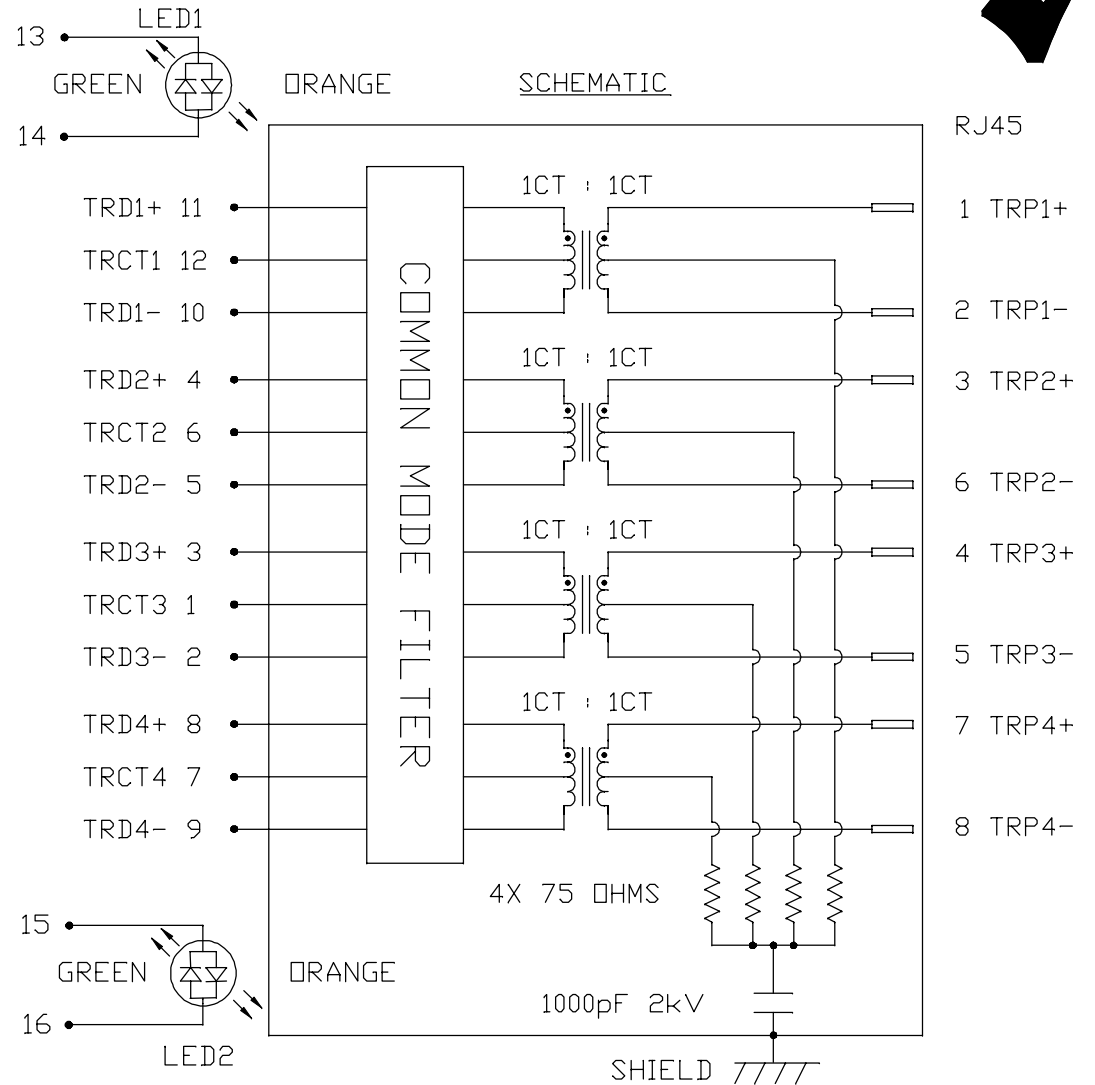 LED1
13
GREEN
ORANGE
SCHEMATIC
14
RJ45
1CT : 1CT
TRD1+ 11
1 TRP1+
TRCT1 12
TRD1- 10
2 TRP1-
1CT : 1CT
TRD2+ 4
3 TRP2+
TRCT2 6
TRD2- 5
6 TRP2-
1CT : 1CT
TRD3+ 3
4 TRP3+
TRCT3 1
TRD3- 2
5 TRP3-
1CT : 1CT
TRD4+ 8
7 TRP4+
TRCT4 7
TRD4- 9
8 TRP4-
COMMON MODE FILTER
4X 75 OHMS
15
GREEN
ORANGE
16
LED2
1000pF 2kV
SHIELD